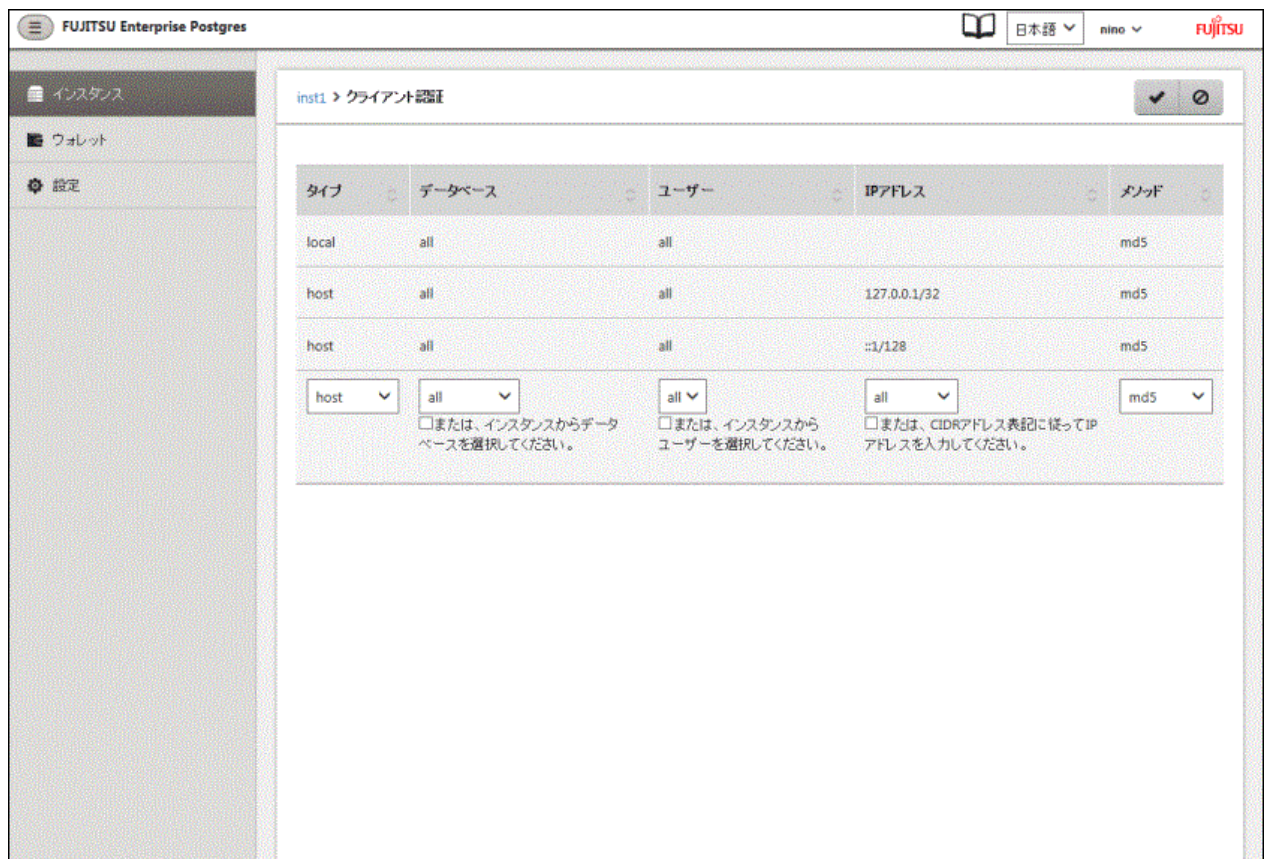 FUJITSU Enterprise Postgres
日本語
nino
FUJITSU
インスタンス
ウォレット
設定
inst1 > クライアント認証
タイプ データベース ユーザー IPアドレス メソッド
local all all md5
host all all 127.0.0.1/32 md5
host all all ::1/128 md5
host all all all md5
または、インスタンスからデータ
ベースを選択してください。
または、インスタンスから
ユーザーを選択してください。
または、CIDRアドレス表記に従ってIP
アドレスを入力してください。